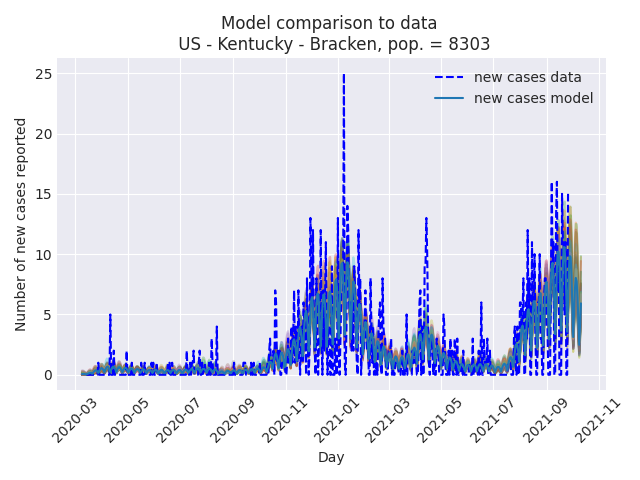 Model comparison to data
US - Kentucky - Bracken, pop. = 8303
new cases data
new cases model
Number of new cases reported
25
20
15
10
5
0
2020-03
2020-05
2020-07
2020-09
2020-11
2021-01
2021-03
2021-05
2021-07
2021-09
2021-11
Day